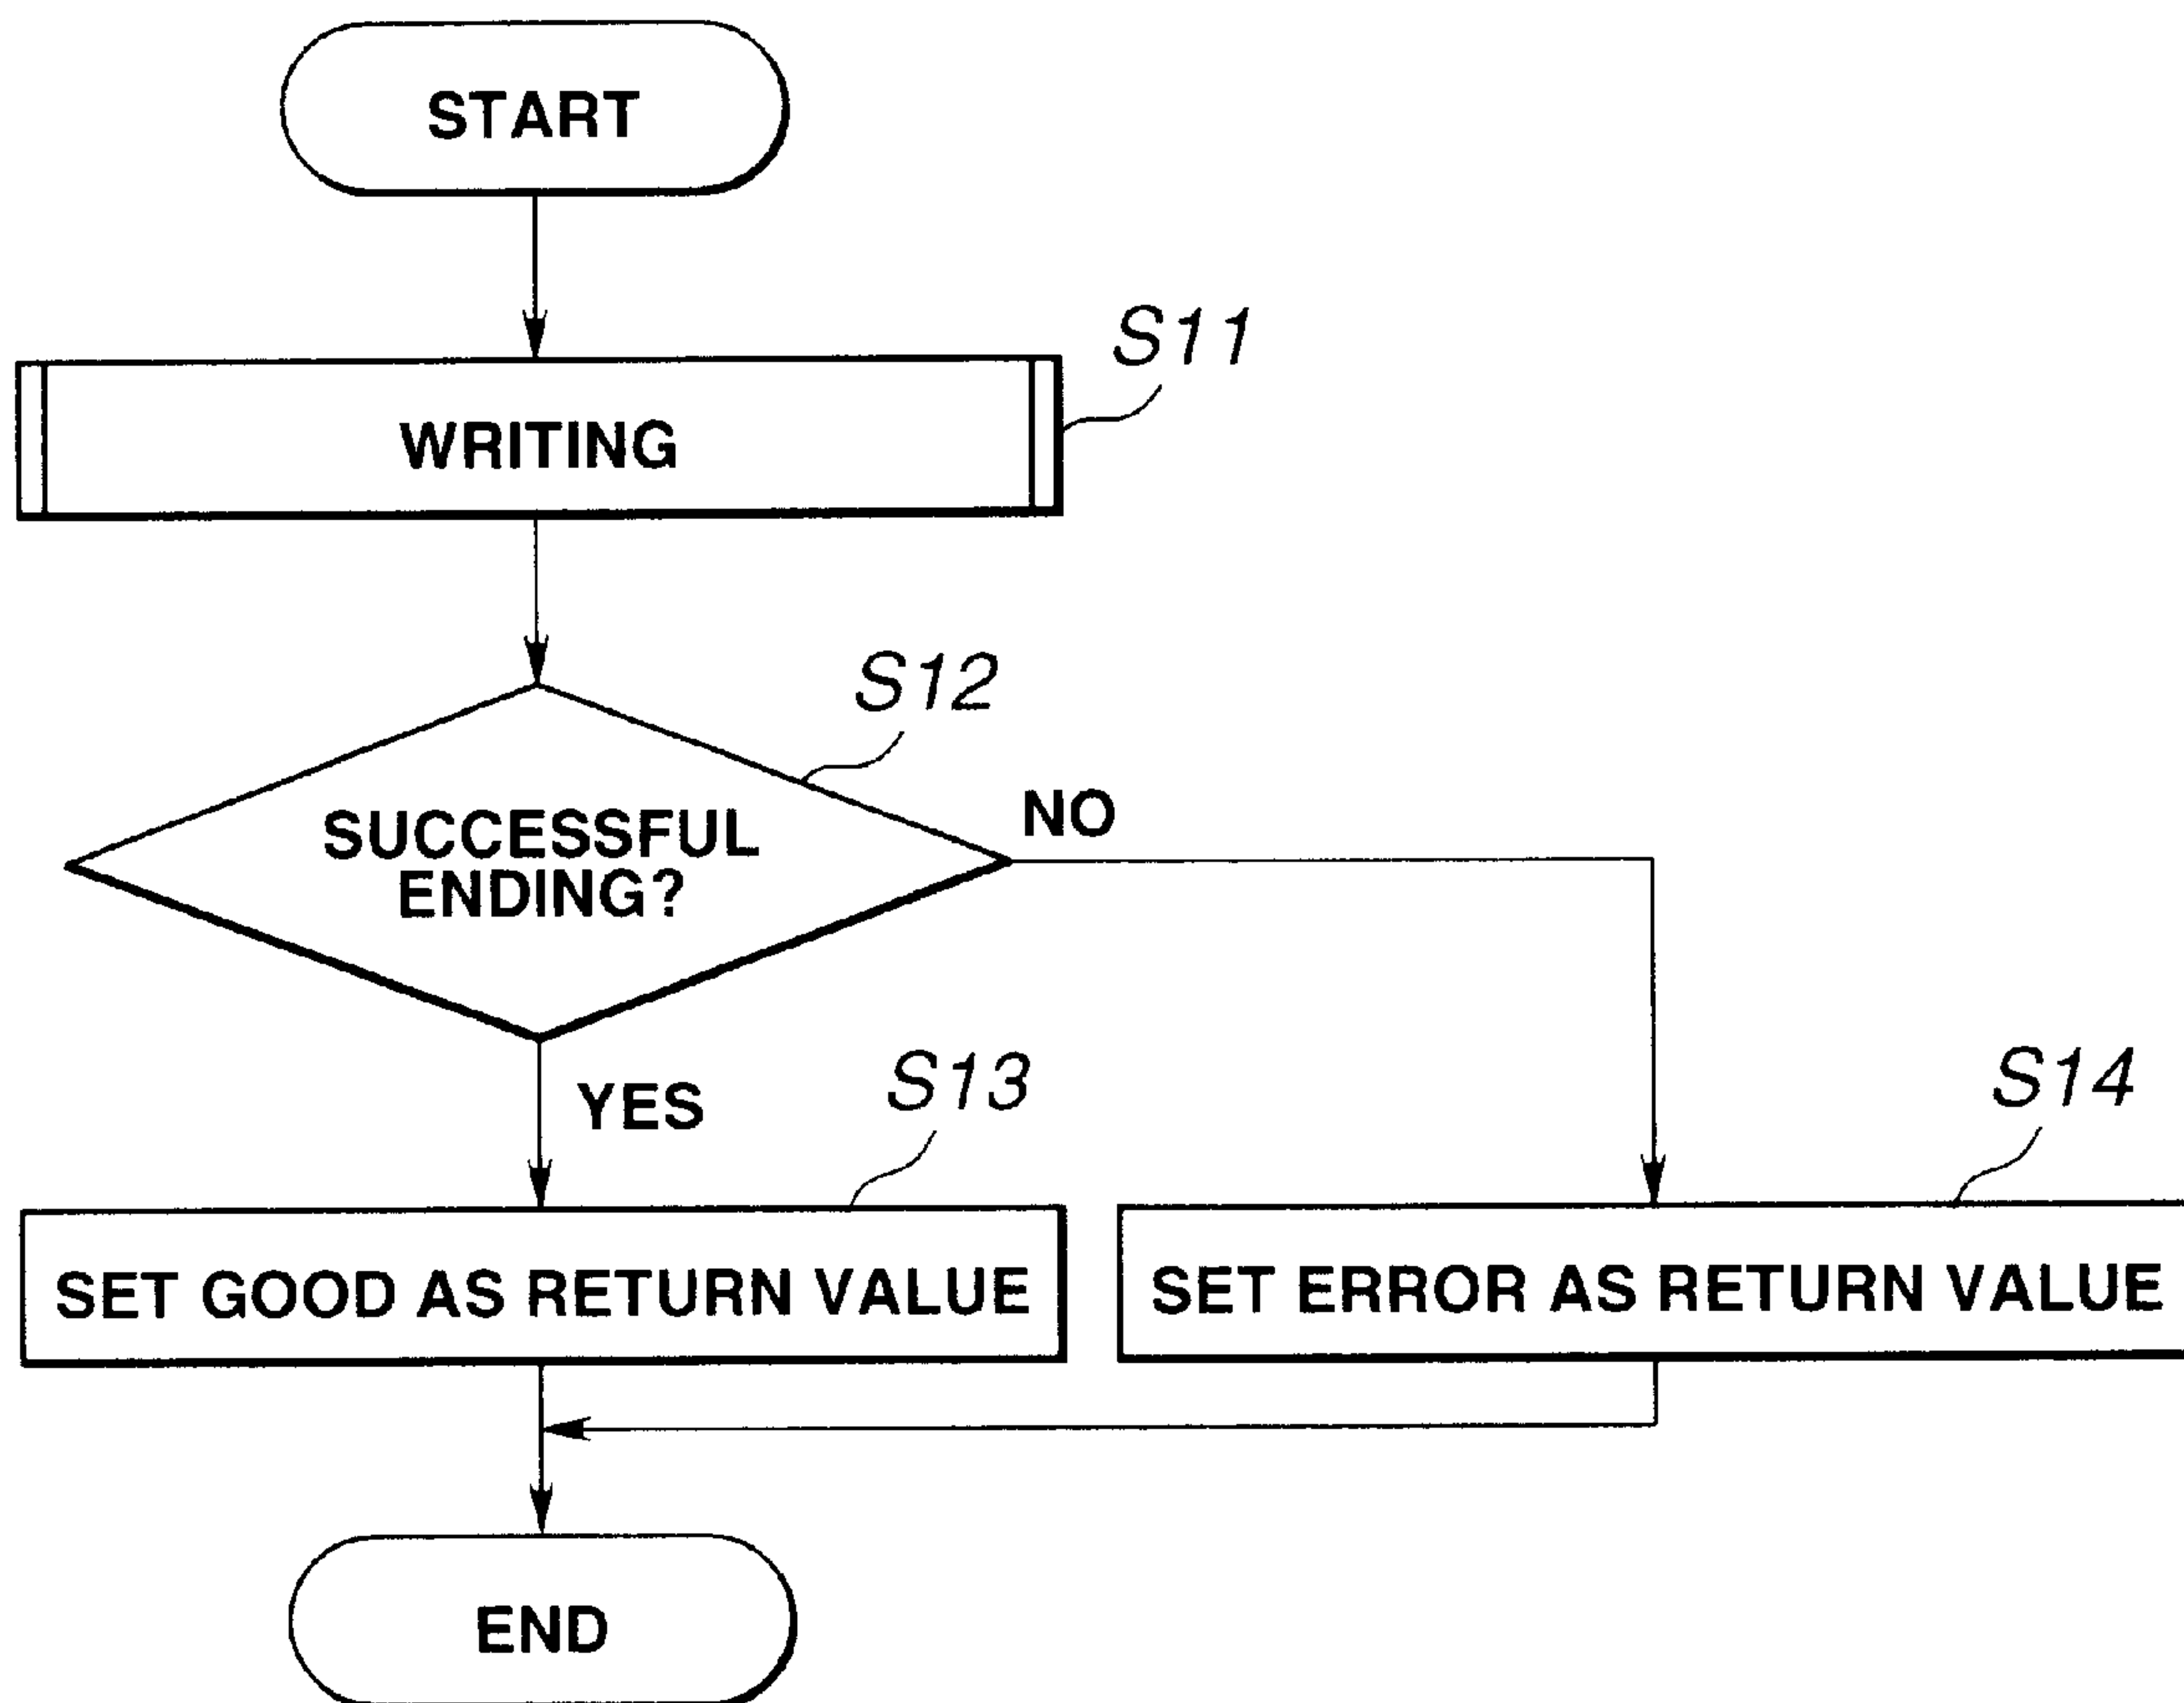 START
S11
WRITING
S12
SUCCESSFUL
ENDING?
NO
YES
S13
S14
SET GOOD AS RETURN VALUE
SET ERROR AS RETURN VALUE
END